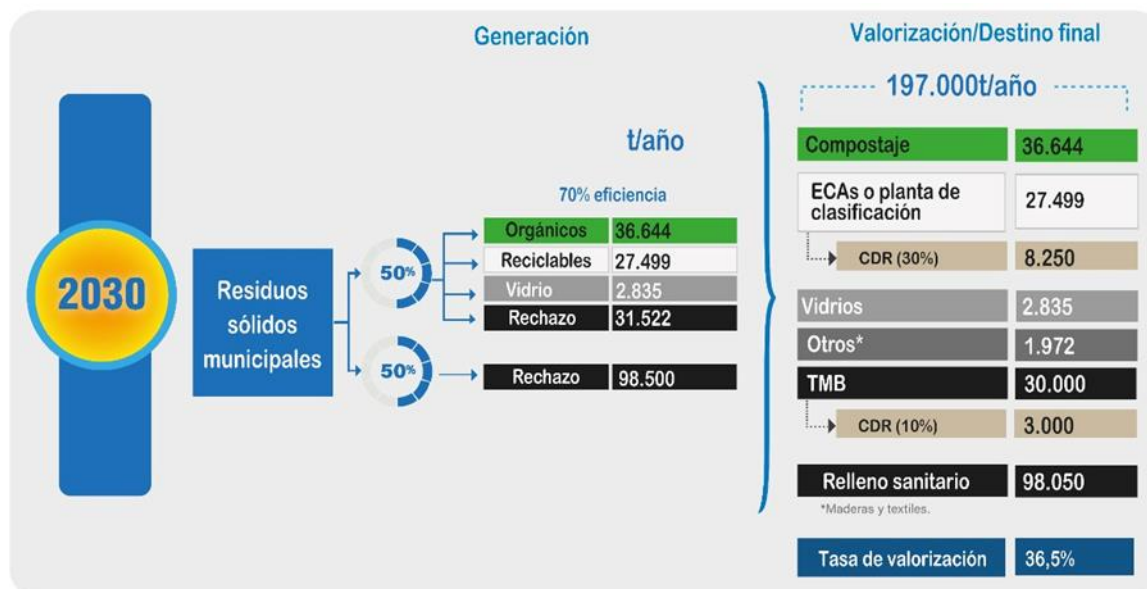 Generación
Valorización/Destino final
197.000t/año
t/año
70% eficiencia
2030
Residuos
sólidos
municipales
50%
Orgánicos 36.644
Reciclables 27.499
Vidrio 2.835
Rechazo 31.522
50%
Rechazo 98.500
Compostaje 36.644
ECAs o planta de
clasificación 27.499
CDR (30%) 8.250
Vidrios 2.835
Otros* 1.972
TMB 30.000
CDR (10%) 3.000
Relleno sanitario 98.050
*Maderas y textiles.
Tasa de valorización 36,5%